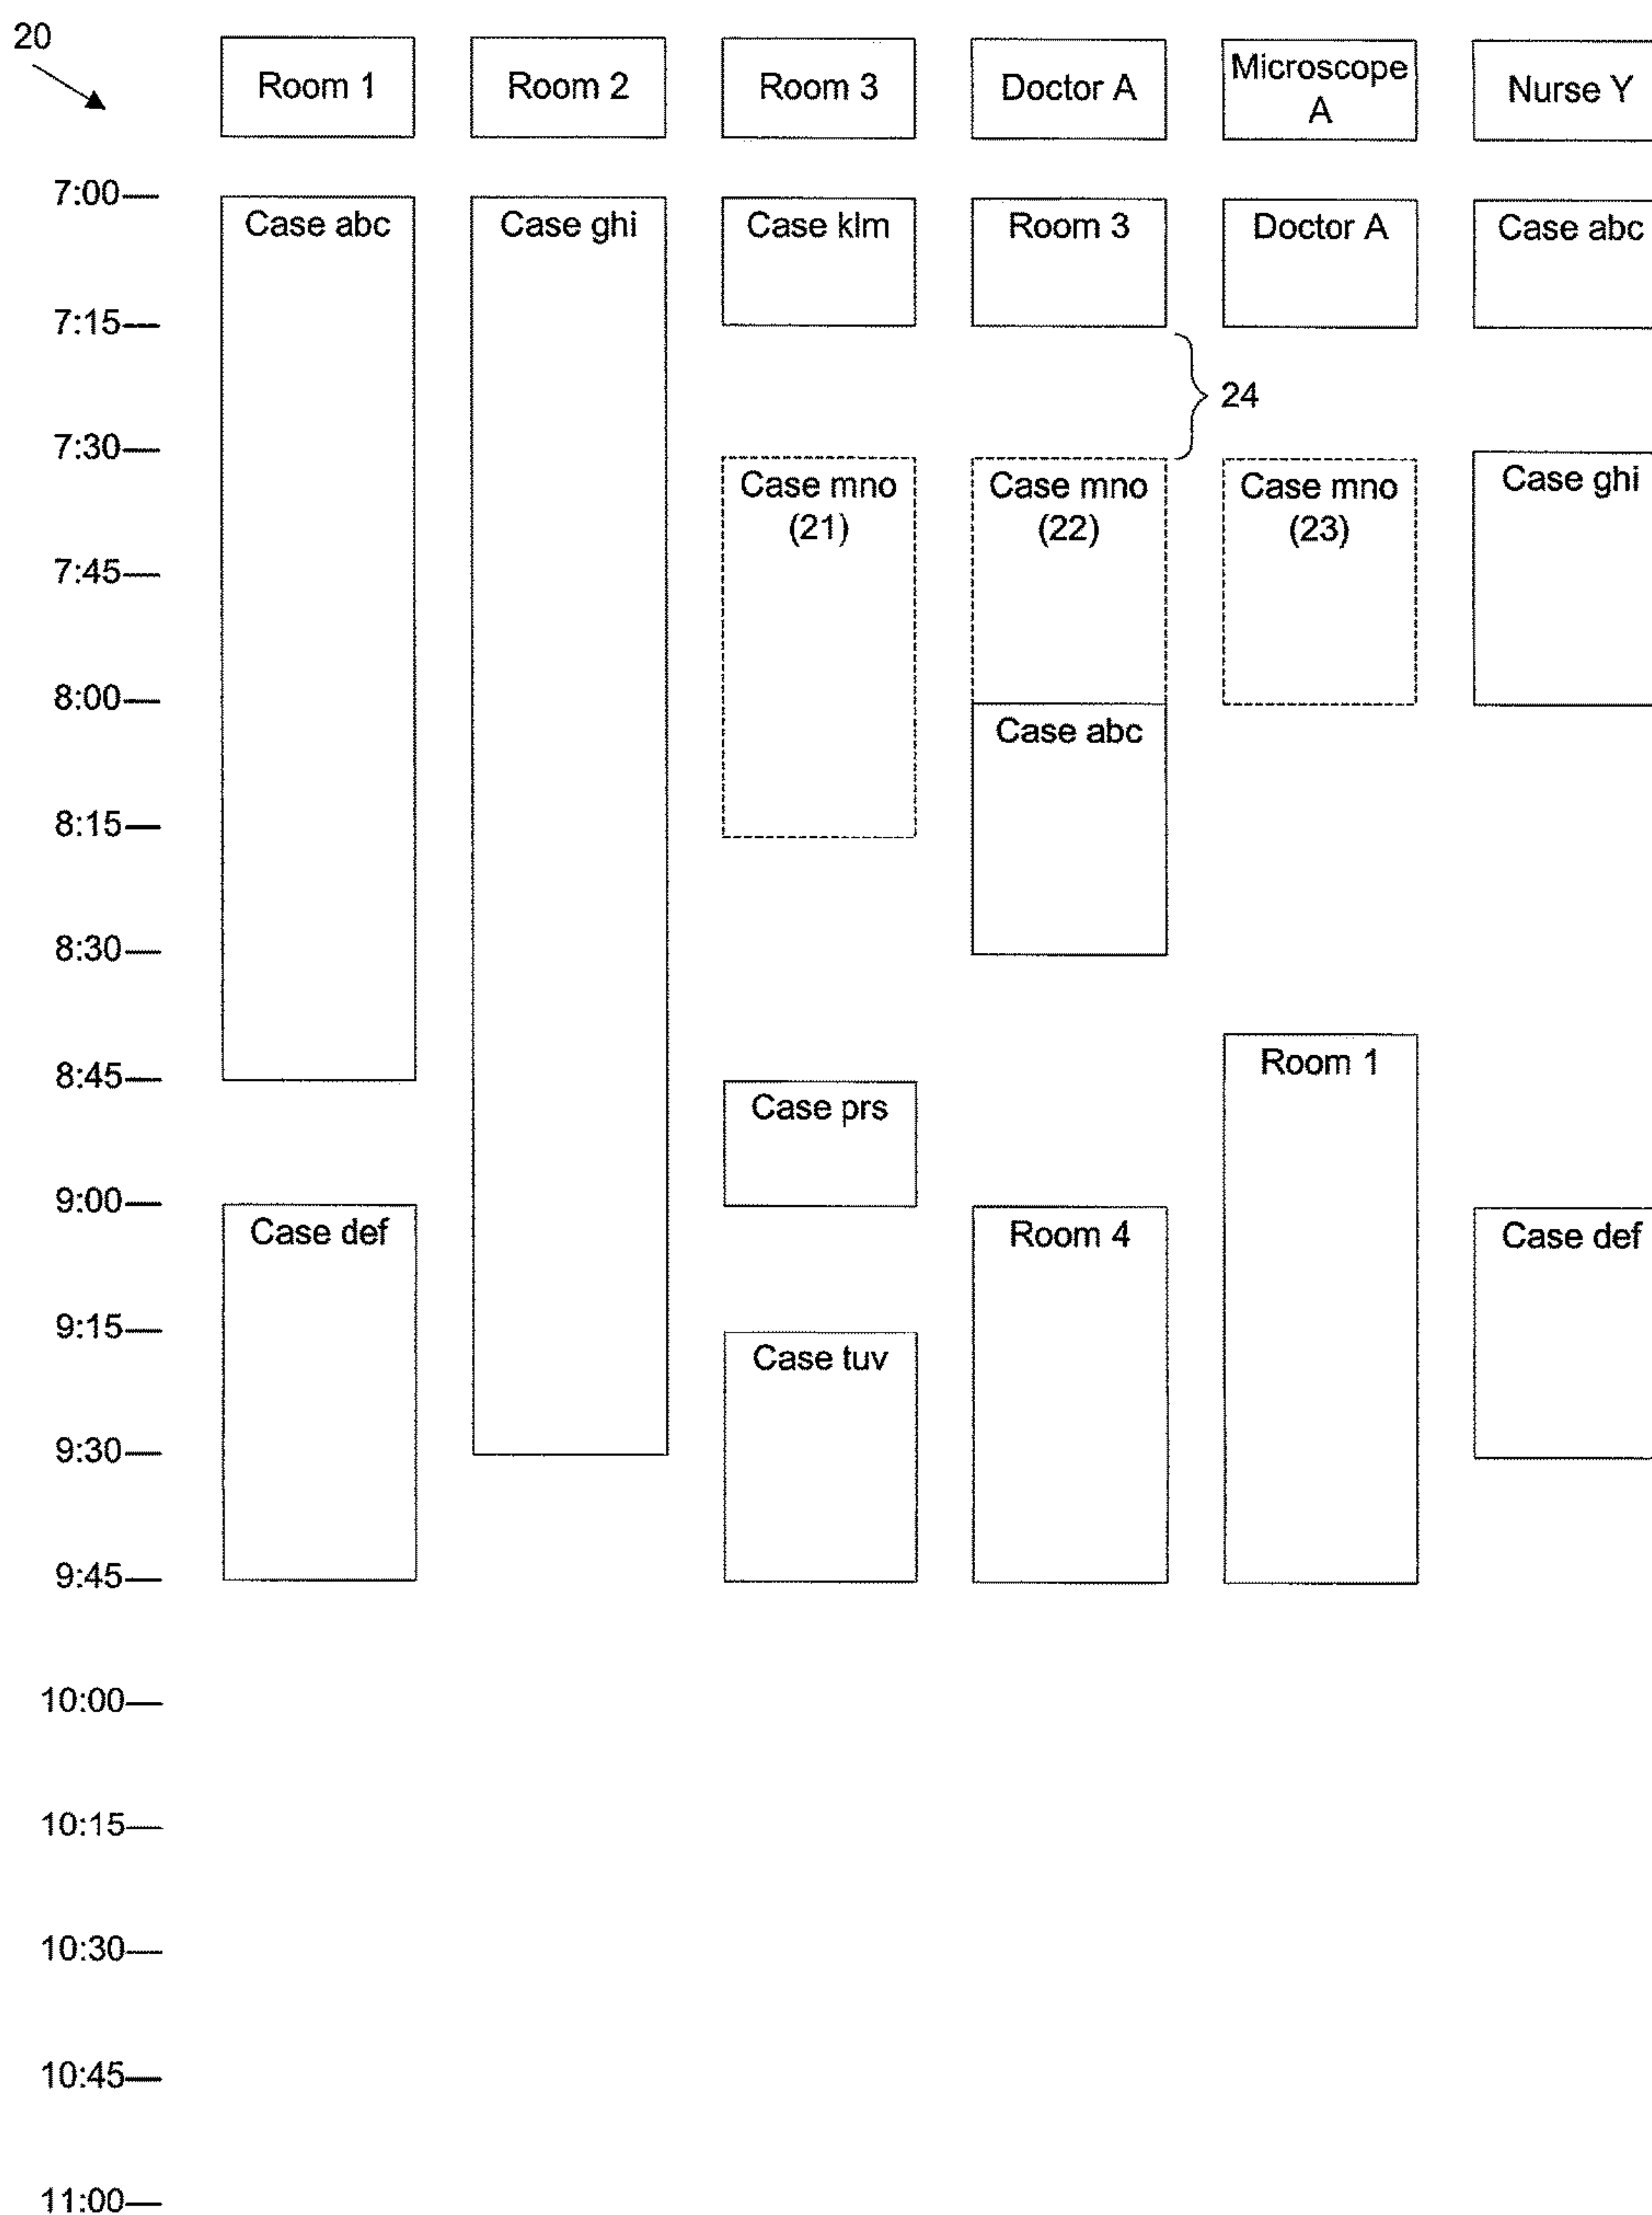 20
Room 1
Room 2
Room 3
Doctor A
Microscope
A
Nurse Y
7:00
Case abc
Case ghi
Case klm
Room 3
Doctor A
Case abc
7:15
24
7:30
Case mno
(21)
Case mno
(22)
Case mno
(23)
Case ghi
7:45
8:00
Case abc
8:15
8:30
8:45
Room 1
Case prs
9:00
Case def
Room 4
Case def
9:15
Case tuv
9:30
9:45
10:00
10:15
10:30
10:45
11:00